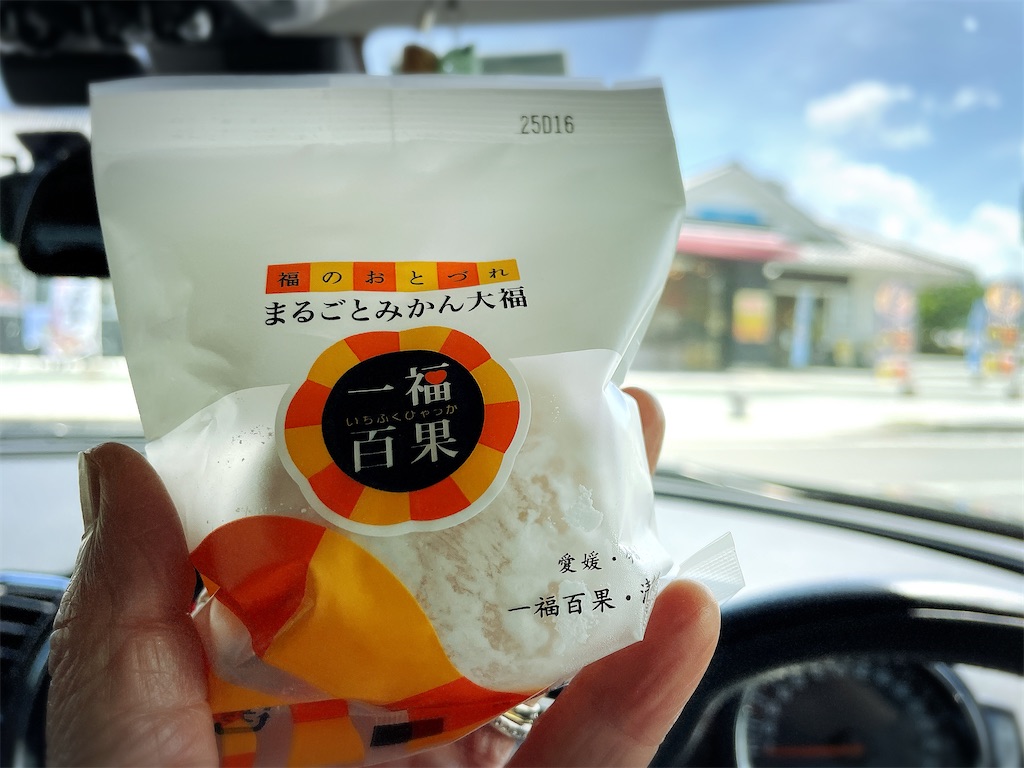 25D16
福のおとづれ
まるごとみかん大福
一福
いちふくひゃっか
百果
愛媛・
一福百果・清